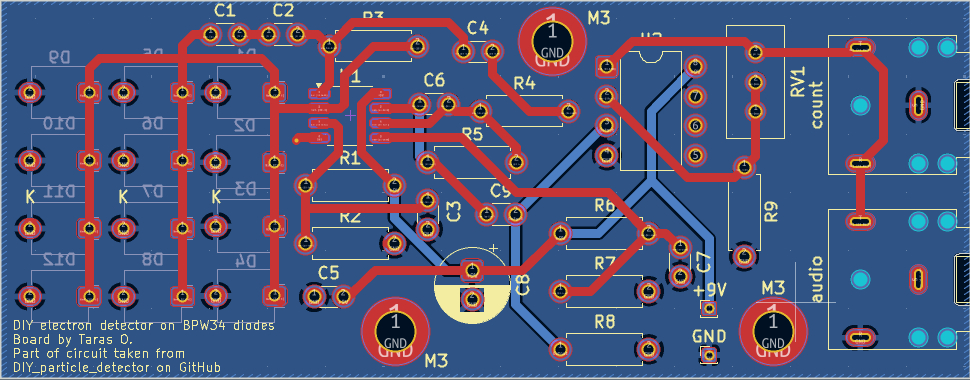 C1
C2
R3
C4
M3
1
GND
D9
D5
D1
U1
C6
R4
RV1
count
D10
D6
D2
7
6
5
R5
R1
D11
D7
D3
K
K
K
R2
C3
C9
R6
R9
D12
D8
D4
C5
+
C8
R7
C7
+9V
audio
M3
1
GND
M3
1
GND
R8
GND
DIY electron detector on BPW34 diodes
Board by Taras O.
Part of circuit taken from
DIY_particle_detector on GitHub